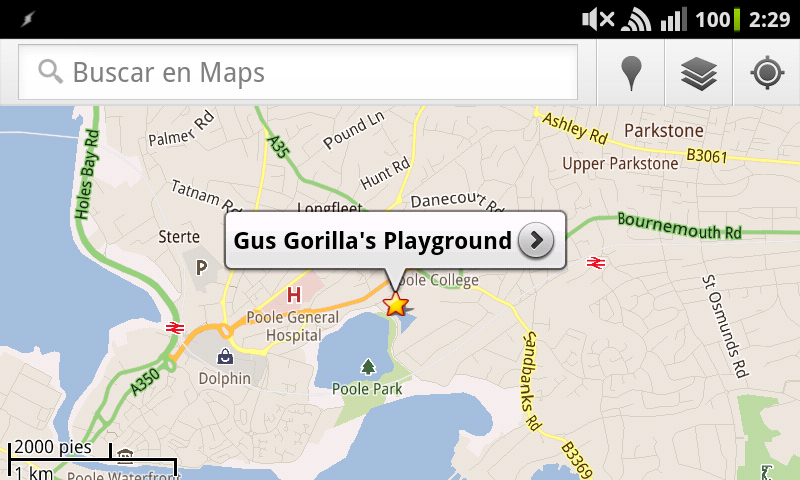 100 2:29
Buscar en Maps
Holes Bay Rd
Palmer Rd
A35
Pound Ln
Ashley Rd
Parkstone
B3061
Upper Parkstone
Hunt Rd
Tatnam Rd
Longfleet
Danecourt Rd
Bournemouth Rd
Sterte
Gus Gorilla's Playground
P
Poole College
St Osmunds Rd
H
Poole General
Hospital
Sandbanks Rd
Dolphin
A350
Poole Park
2000 pies
B3369
1 km
Poole Waterfront